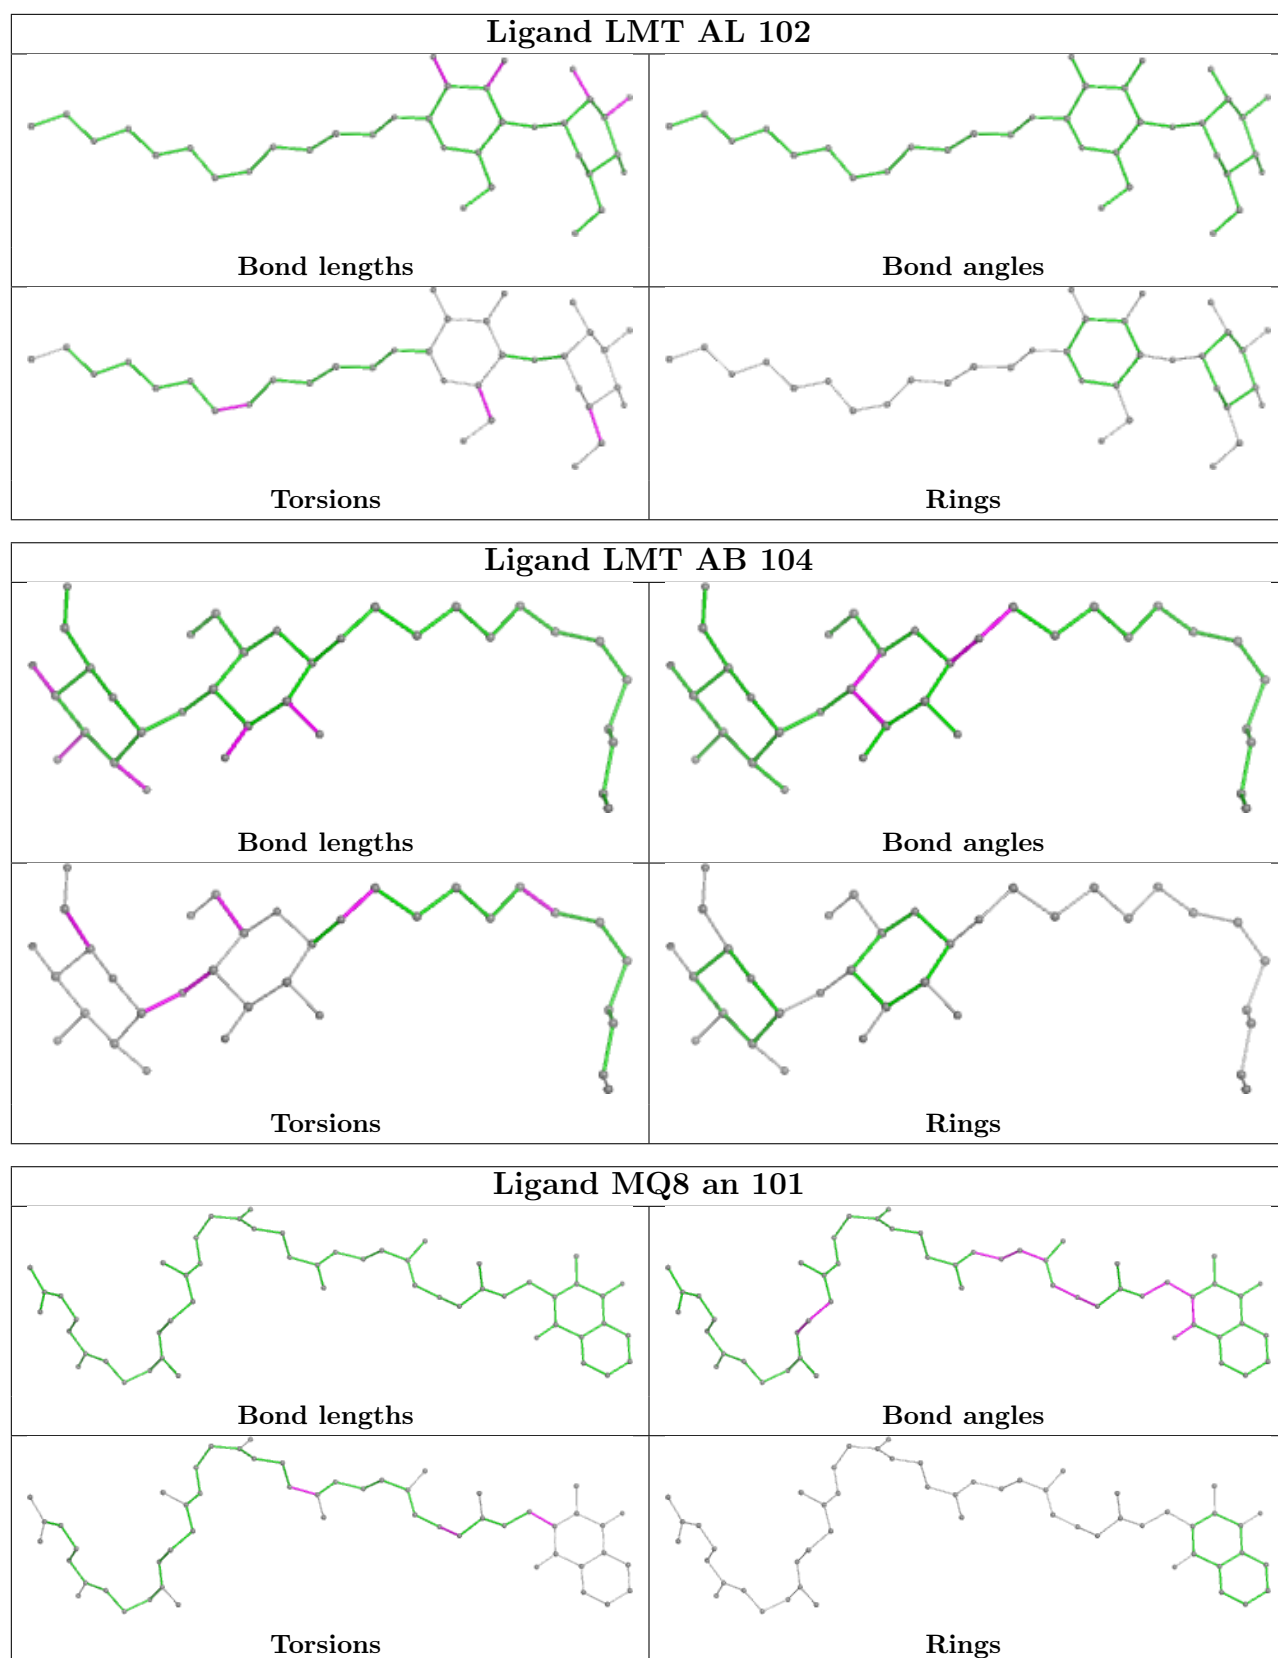 Ligand LMT AL 102
Bond lengths
Bond angles
Torsions
Rings
Ligand LMT AB 104
Bond lengths
Bond angles
Torsions
Rings
Ligand MQ8 an 101
Bond lengths
Bond angles
Torsions
Rings